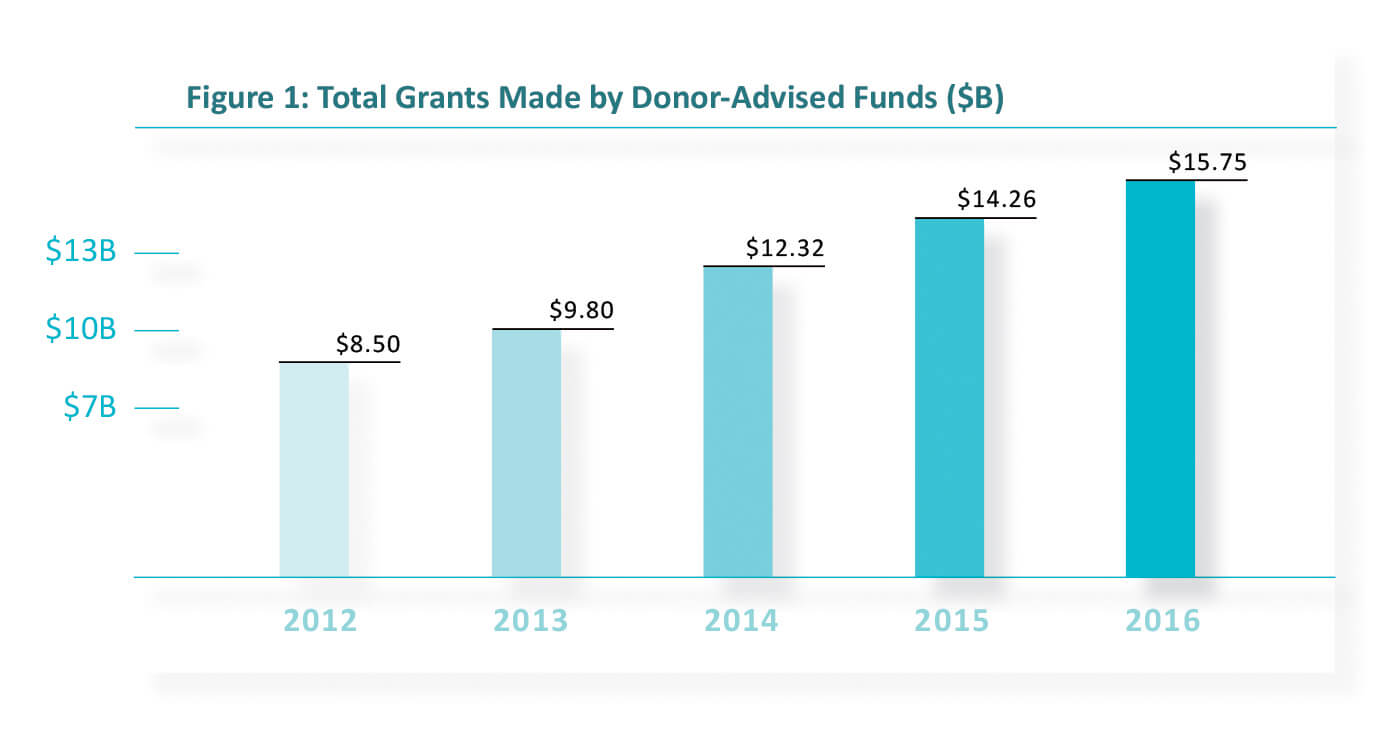 Figure 1: Total Grants Made by Donor-Advised Funds ($B)
$15.75
$14.26
$12.32
$9.80
$8.50
$13B
$10B
$7B
2012 2013 2014 2015 2016